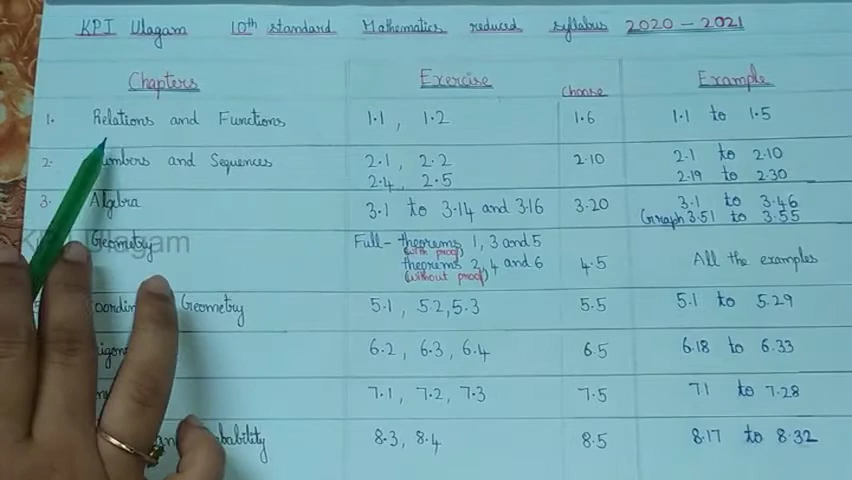 KPI Ulagam 10th standard Mathematics reduced syllabus 2020 - 2021
Chapters Exercise Choose Example
1. Relations and Functions 1.1, 1.2 1.6 1.1 to 1.5
2. Numbers and Sequences 2.1, 2.2 2.10 2.1 to 2.10
2.4, 2.5 2.19 to 2.30
3. Algebra 3.1 to 3.14 and 3.16 3.20 3.1 to 3.46
Graph 3.51 to 3.55
Geometry Full - theorems 1, 3 and 5
(with proof)
theorems 2, 4 and 6 4.5 All the examples
(without proof)
Geometry 5.1, 5.2, 5.3 5.5 5.1 to 5.29
6.2, 6.3, 6.4 6.5 6.18 to 6.33
7.1, 7.2, 7.3 7.5 7.1 to 7.28
8.3, 8.4 8.5 8.17 to 8.32
Ulagam